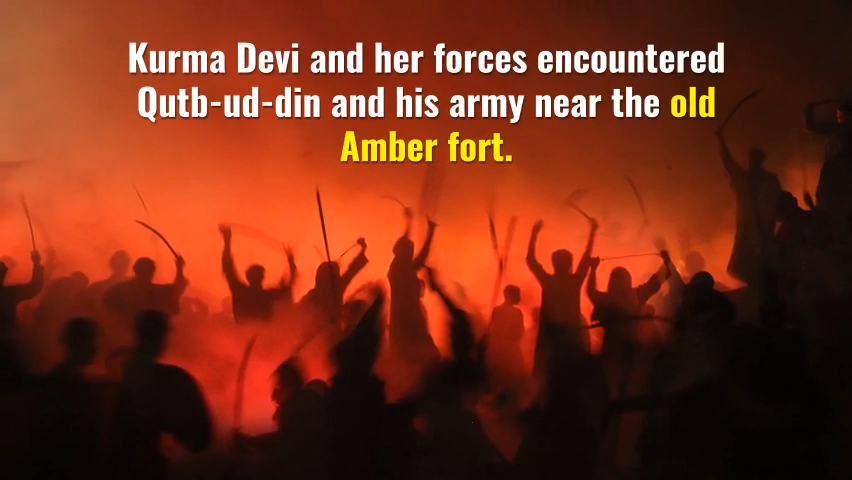 Kurma Devi and her forces encountered
Qutb-ud-din and his army near the old
Amber fort.